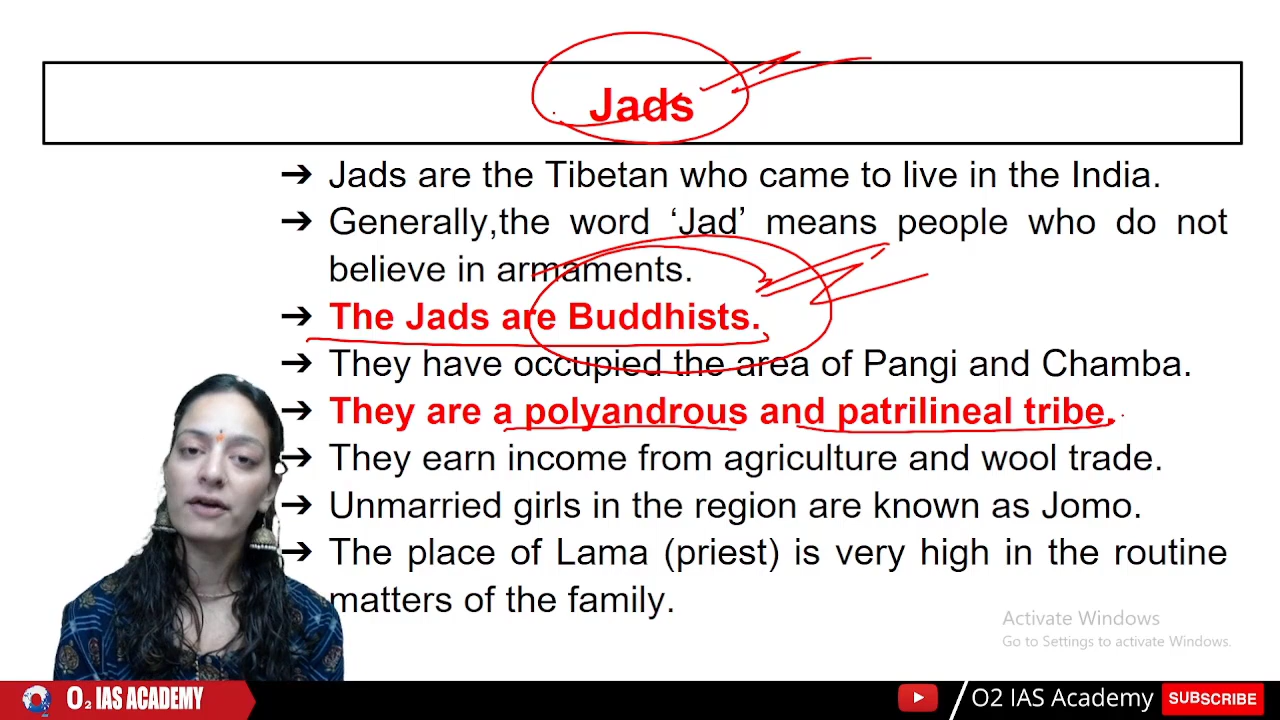 Jads
➔ Jads are the Tibetan who came to live in the India.
➔ Generally,the word ‘Jad’ means people who do not
believe in armaments.
➔ The Jads are Buddhists.
➔ They have occupied the area of Pangi and Chamba.
➔ They are a polyandrous and patrilineal tribe.
➔ They earn income from agriculture and wool trade.
➔ Unmarried girls in the region are known as Jomo.
➔ The place of Lama (priest) is very high in the routine
matters of the family.
Activate Windows
Go to Settings to activate Windows.
O₂ IAS ACADEMY
O2 IAS Academy SUBSCRIBE